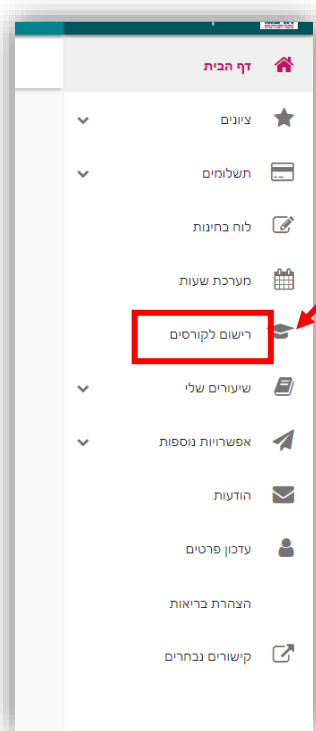 דף הבית
ציונים
תשלומים
לוח בחינות
מערכת שעות
רישום לקורסים
שיעורים שלי
אפשרויות נוספות
הודעות
עדכון פרטים
הצהרת בריאות
קישורים נבחרים